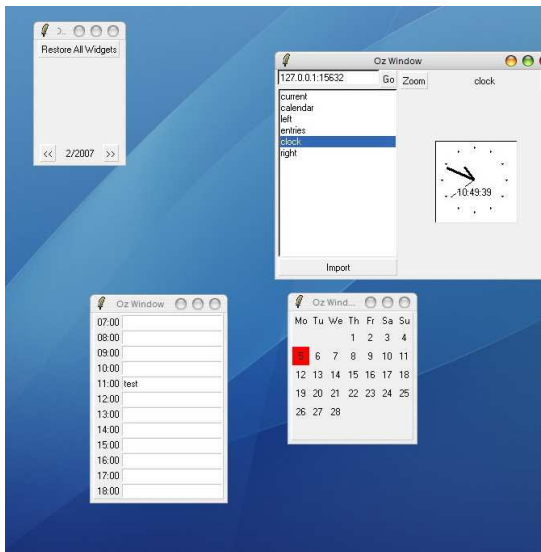 Restore All Widgets
<< 2/2007 >>
Oz Window
127.0.0.1:15632 Go Zoom clock
current
calendar
left
entries
clock
right
10:49:39
Import
Oz Window
07:00
08:00
09:00
10:00
11:00 test
12:00
13:00
14:00
15:00
16:00
17:00
18:00
Oz Wind...
Mo Tu We Th Fr Sa Su
1 2 3 4
5 6 7 8 9 10 11
12 13 14 15 16 17 18
19 20 21 22 23 24 25
26 27 28